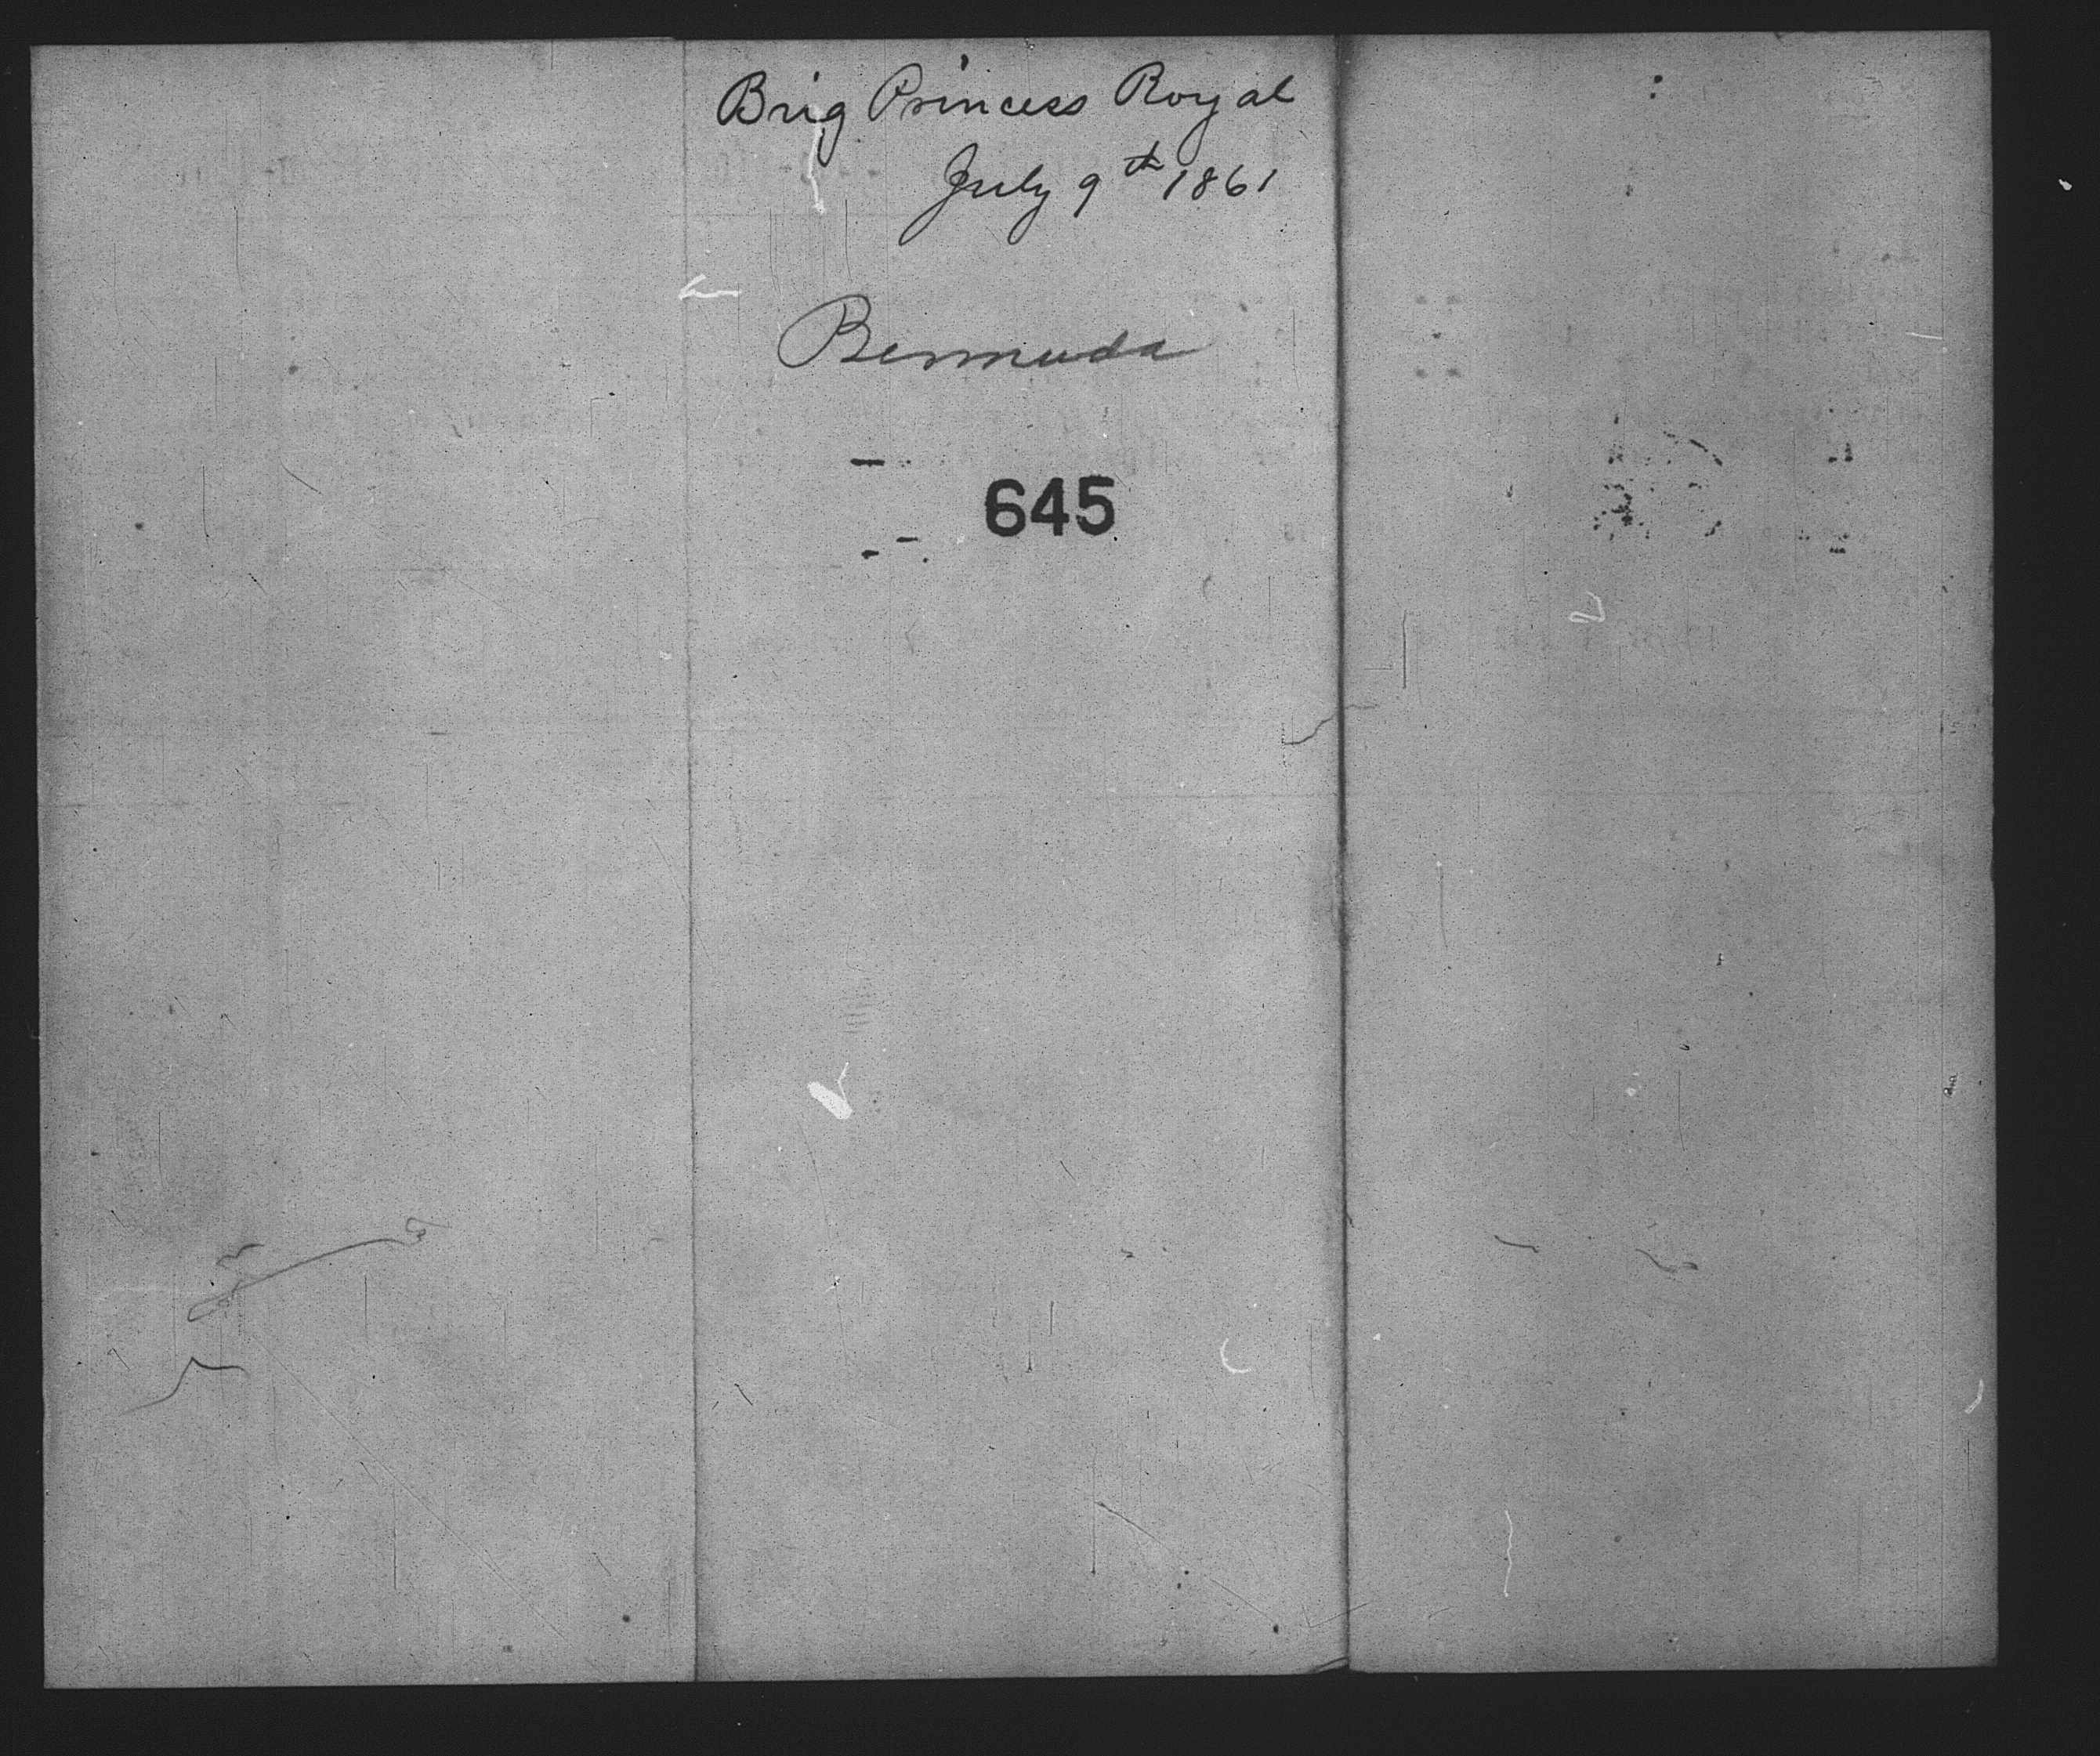 Brig Princess Royal
July 9th 1861
Bermuda
645